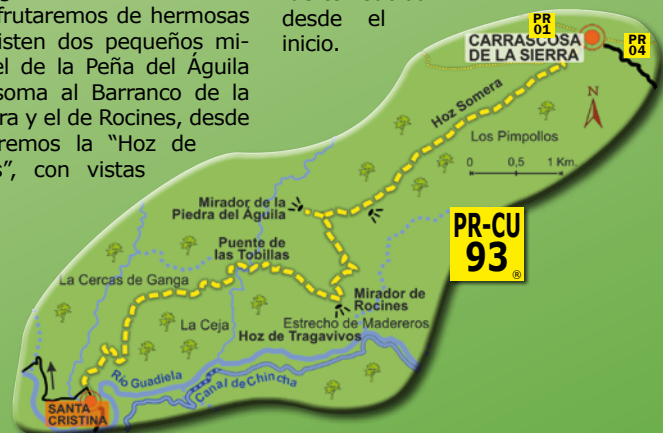 frutaremos de hermosas
isten dos pequeños mi-
el de la Peña del Águila
soma al Barranco de la
ra y el de Rocines, desde
remos la “Hoz de
s”, con vistas
desde el
inicio.
PR
01
PR
04
CARRASCOSA
DE LA SIERRA
Hoz Somera
Los Pimpollos
0 0,5 1 Km.
Mirador de la
Piedra del Águila
PR-CU
93
®
Puente de
las Tobillas
La Cercas de Ganga
Mirador de
Rocines
La Ceja
Estrecho de Madereros
Hoz de Tragavivos
Río Guadiela
Canal de Chincha
SANTA
CRISTINA